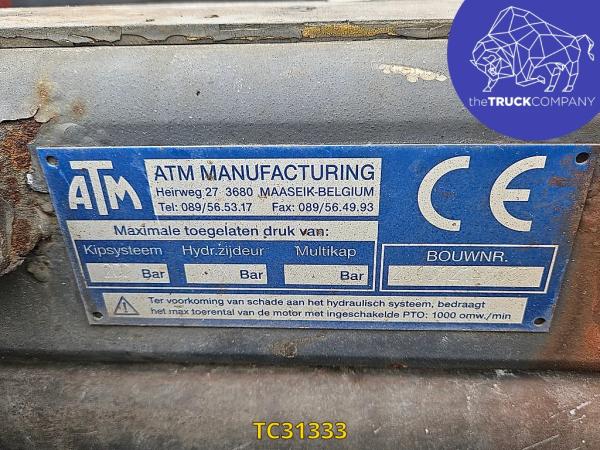 theTRUCKCOMPANY
ATM
ATM MANUFACTURING
Heirweg 27 3680 MAASEIK-BELGIUM
Tel: 089/56.53.17 Fax: 089/56.49.93
CE
Maximale toegelaten druk van:
Kipsysteem Hydr.zijdeur Multikap
Bar Bar Bar
BOUWNR.
Ter voorkoming van schade aan het hydraulisch systeem, bedraagt
het max toerental van de motor met ingeschakelde PTO: 1000 omw./min
TC31333